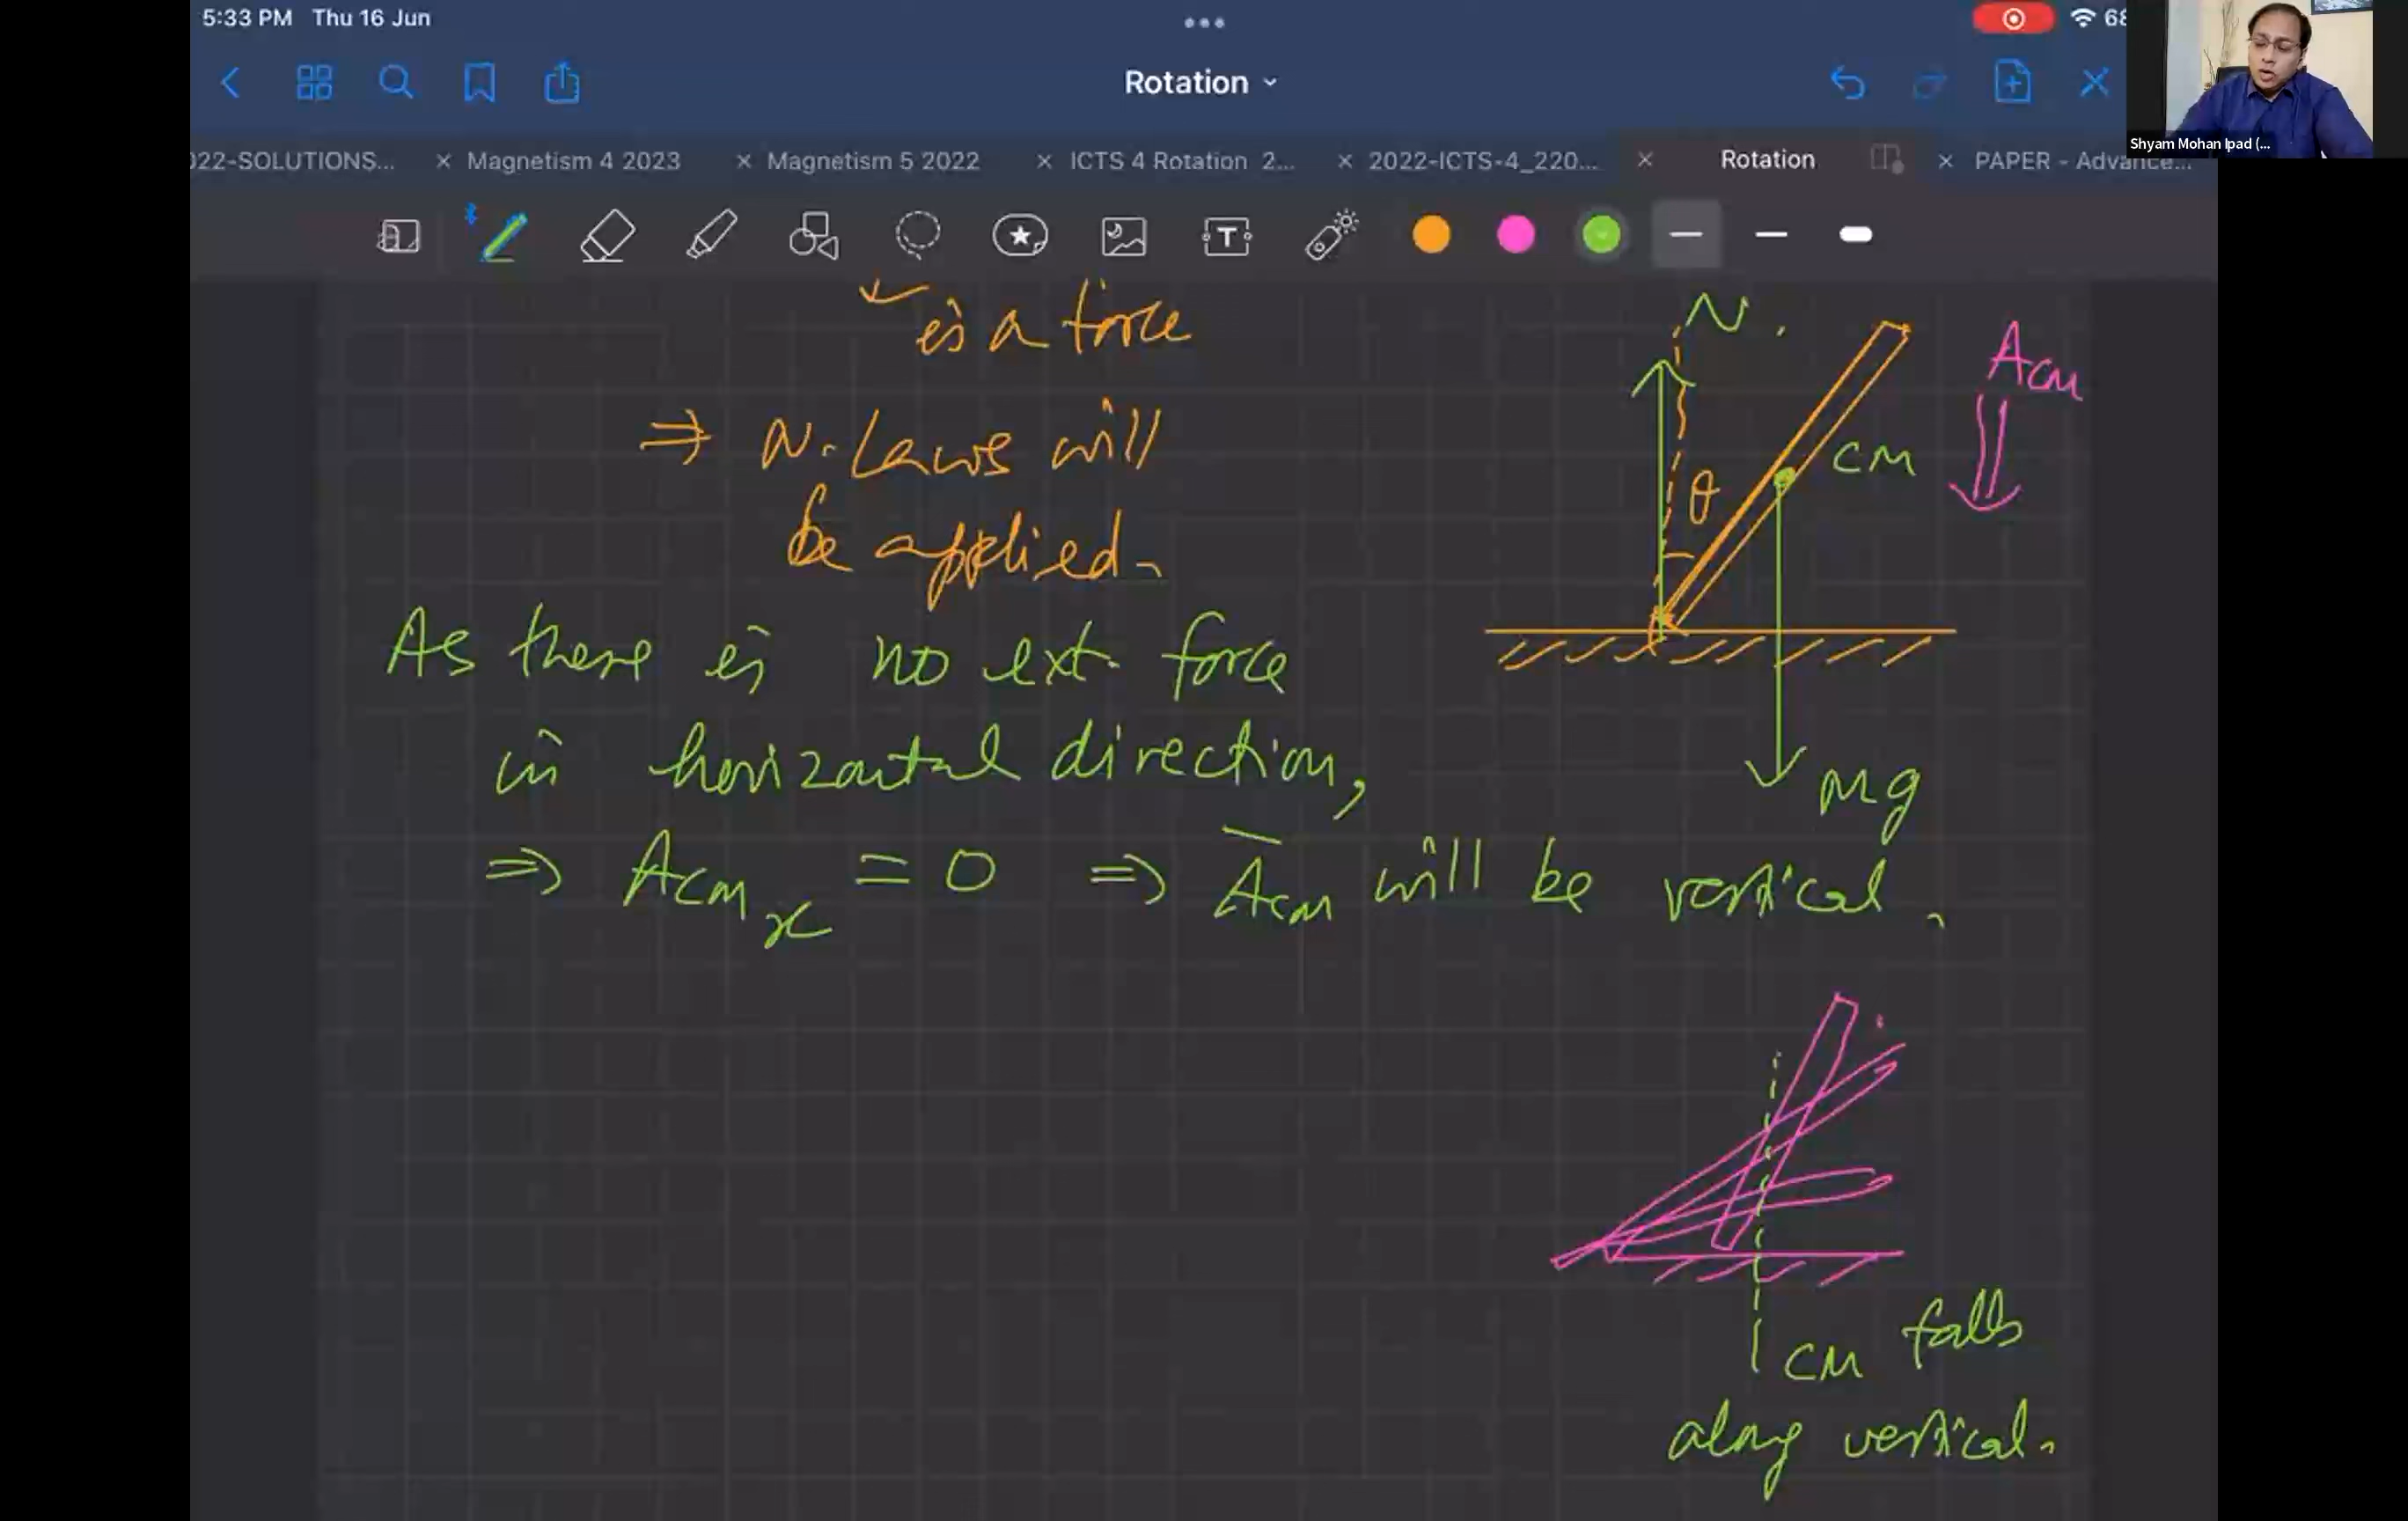 5:33 PM Thu 16 Jun
68
Rotation
Shyam Mohan Ipad (...
022-SOLUTIONS... × Magnetism 4 2023 × Magnetism 5 2022 × ICTS 4 Rotation 2... × 2022-ICTS-4_220... × Rotation × PAPER - Advance...
T
is a force
⇒ N. Laws will
be applied.
N
θ
CM
ACM
Mg
As there is no ext. force
in horizontal direction,
⇒ ACMx = 0 ⇒ ACM will be vertical.
CM falls
along vertical.